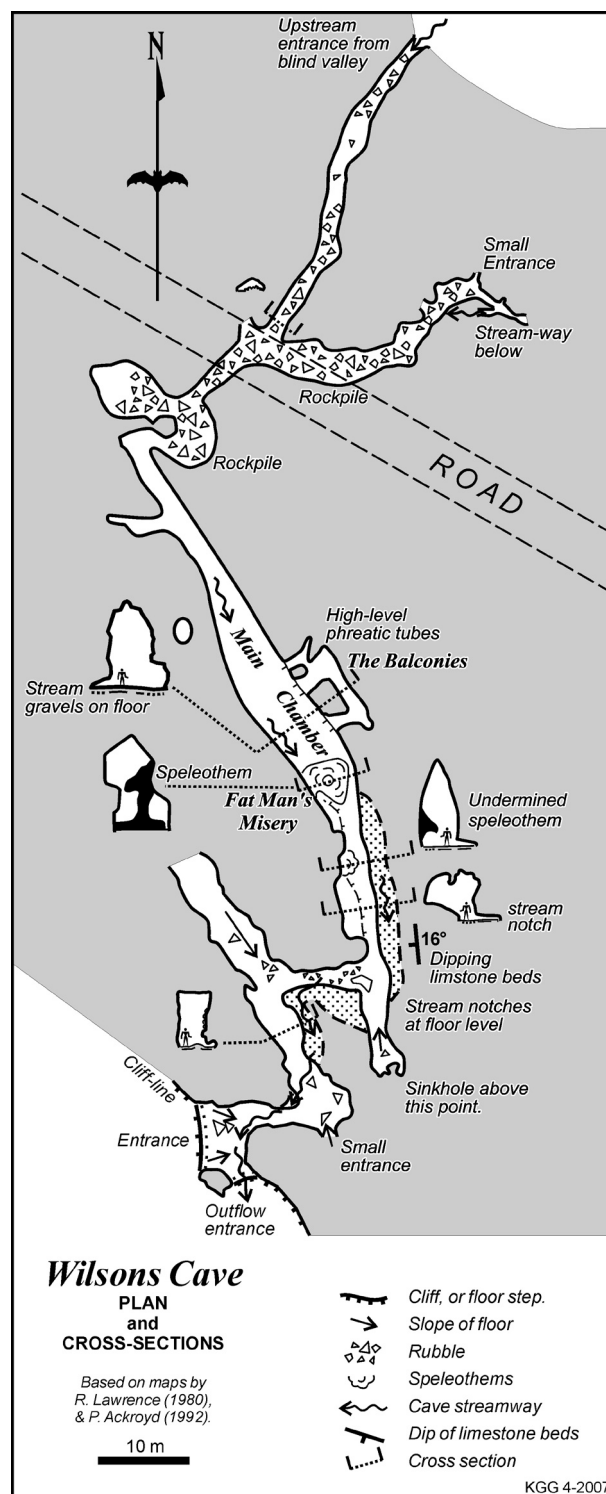 Upstream
entrance from
blind valley
N
Small
Entrance
Stream-way
below
Rockpile
Rockpile
ROAD
High-level
phreatic tubes
The Balconies
Main
Chamber
Stream
gravels on floor
Speleothem
Fat Man's
Misery
Undermined
speleothem
stream
notch
16°
Dipping
limstone beds
Stream notches
at floor level
Sinkhole above
this point.
Cliff-line
Entrance
Small
entrance
Outflow
entrance
Wilsons Cave
PLAN
and
CROSS-SECTIONS
Based on maps by
R. Lawrence (1980),
& P. Ackroyd (1992).
10 m
Cliff, or floor step.
Slope of floor
Rubble
Speleothems
Cave streamway
Dip of limestone beds
Cross section
KGG 4-2007